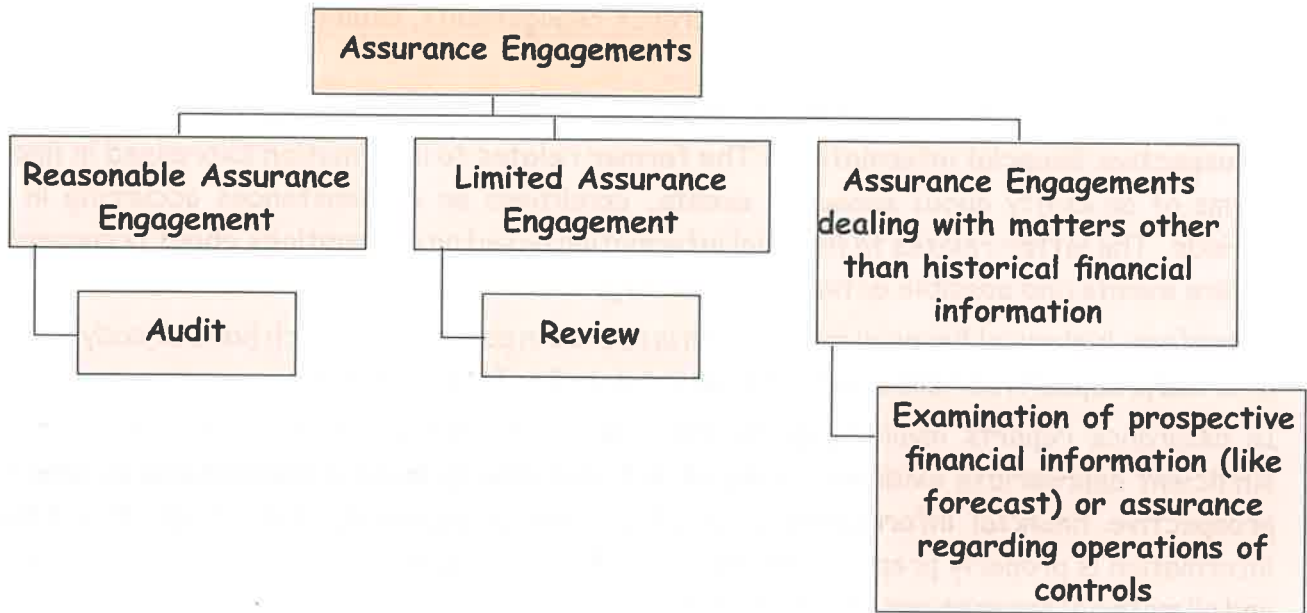 Assurance Engagements
Reasonable Assurance
Engagement
Audit
Limited Assurance
Engagement
Review
Assurance Engagements
dealing with matters other
than historical financial
information
Examination of prospective
financial information (like
forecast) or assurance
regarding operations of
controls